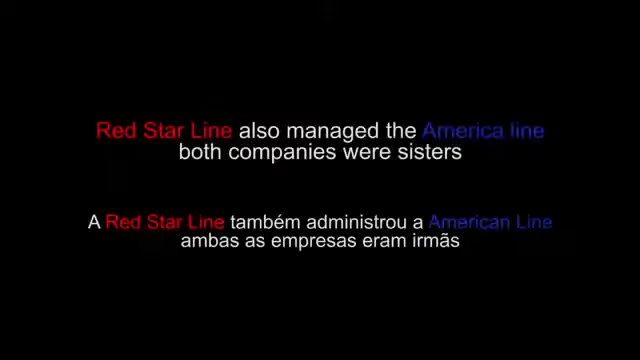 Red Star Line also managed the America line
both companies were sisters
A Red Star Line também administrou a American Line
ambas as empresas eram irmãs